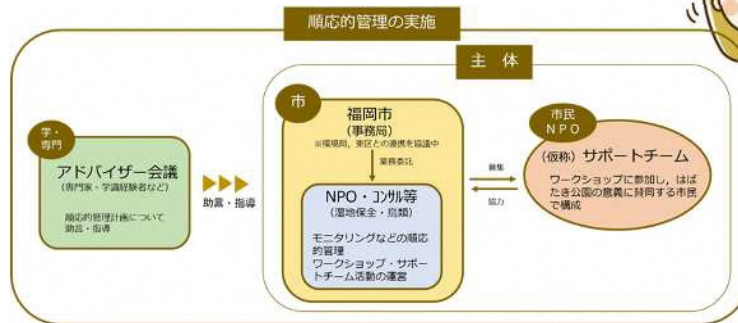 順応的管理の実施
主 体
学・
専門
アドバイザー会議
(専門家・学識経験者など)
順応的管理計画について
助言・指導
助言・指導
市
福岡市
(事務局)
※環境局,東区との連携を協議中
業務委託
NPO・コンサル等
(湿地保全・鳥類)
モニタリングなどの順応
的管理
ワークショップ・サポー
トチーム活動の運営
募集
協力
市民
NPO
(仮称) サポートチーム
ワークショップに参加し,はば
たき公園の意義に賛同する市民
で構成